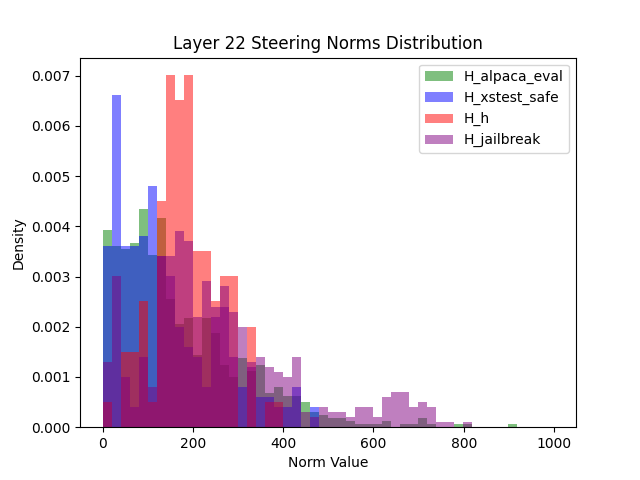 Layer 22 Steering Norms Distribution
H_alpaca_eval
H_xstest_safe
H_h
H_jailbreak
Density
0.007
0.006
0.005
0.004
0.003
0.002
0.001
0.000
0 200 400 600 800 1000
Norm Value